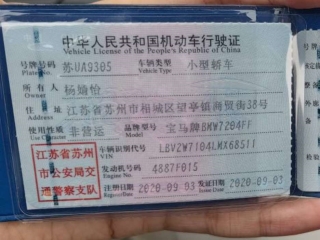 中华人民共和国机动车行驶证
Vehicle License of the People's Republic of China
号牌号码 苏UA9305 车辆类型 小型轿车
Plate No. Vehicle Type
所有人 杨婧怡
Owner
住址 江苏省苏州市相城区望亭镇海贸街38号
Address
使用性质 非营运 品牌型号 宝马牌BMW7204FF
Use Character Model
江苏省苏州
市公安局交
通警察支队
车辆识别代号 LBVZW7104LMX68511
VIN
发动机号码 4887F015
Engine No.
注册日期 2020-09-03 发证日期 2020-09-03
Register Date Issue Date